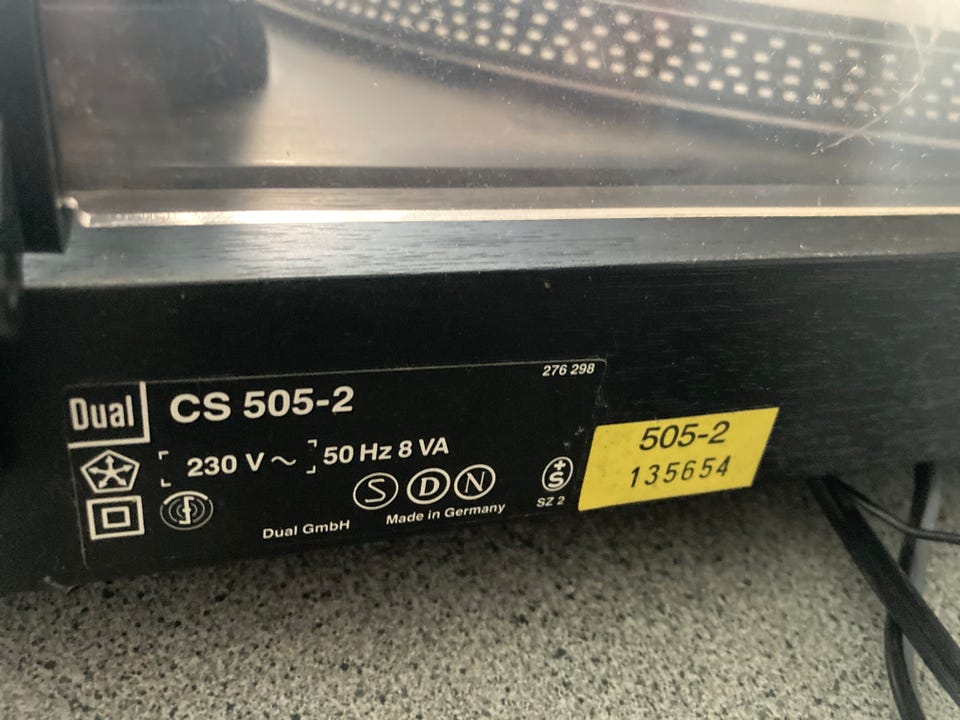 276 298
Dual
CS 505-2
230 V ~ 50 Hz 8 VA
S D N
+S
SZ 2
Dual GmbH Made in Germany
505-2
135654